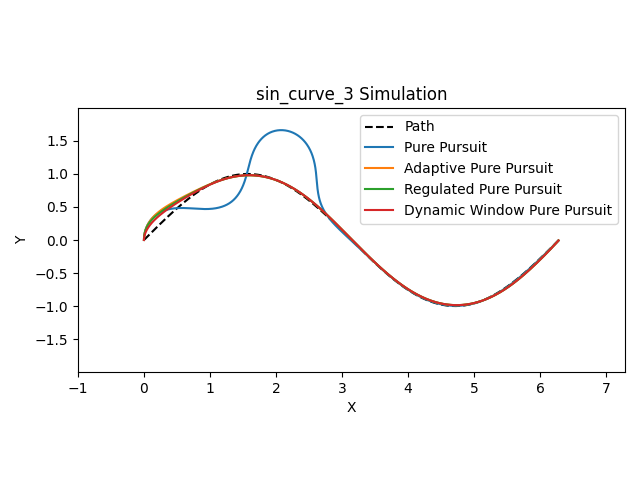 sin_curve_3 Simulation
Path
Pure Pursuit
Adaptive Pure Pursuit
Regulated Pure Pursuit
Dynamic Window Pure Pursuit
Y
1.5
1.0
0.5
0.0
−0.5
−1.0
−1.5
−1 0 1 2 3 4 5 6 7
X